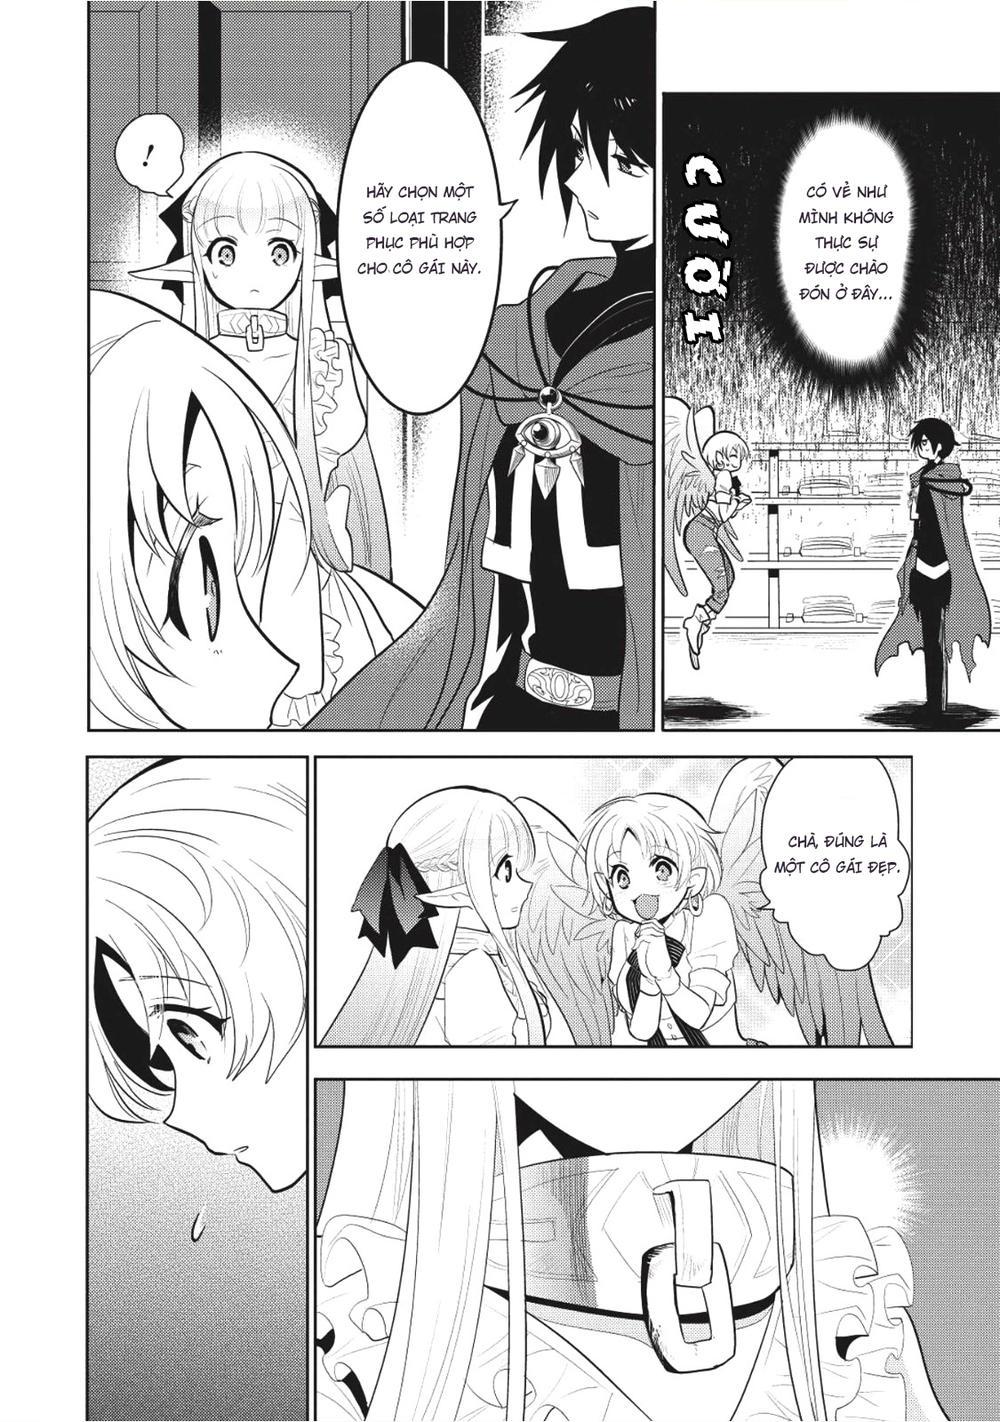 CÓ VẺ NHƯ
MÌNH KHÔNG
THỰC SỰ
ĐƯỢC CHÀO
ĐÓN Ở ĐÂY...
CƯỜI
HÃY CHỌN MỘT
SỐ LOẠI TRANG
PHỤC PHÙ HỢP
CHO CÔ GÁI NÀY.
!
CHÀ, ĐÚNG LÀ
MỘT CÔ GÁI ĐẸP.